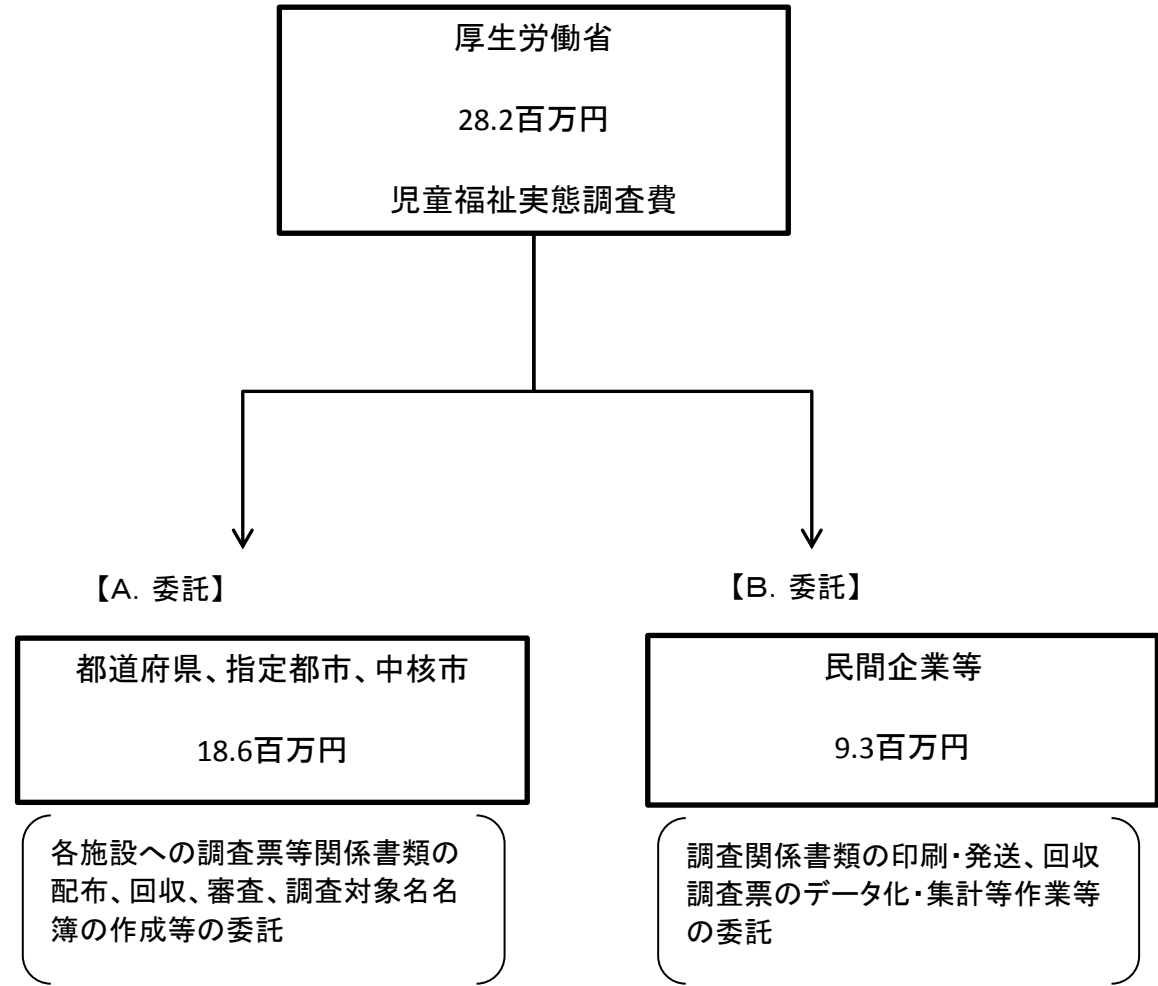 厚生労働省
28.2百万円
児童福祉実態調査費
【A．委託】
都道府県、指定都市、中核市
18.6百万円
各施設への調査票等関係書類の
配布、回収、審査、調査対象名名
簿の作成等の委託
【B．委託】
民間企業等
9.3百万円
調査関係書類の印刷・発送、回収
調査票のデータ化・集計等作業等
の委託